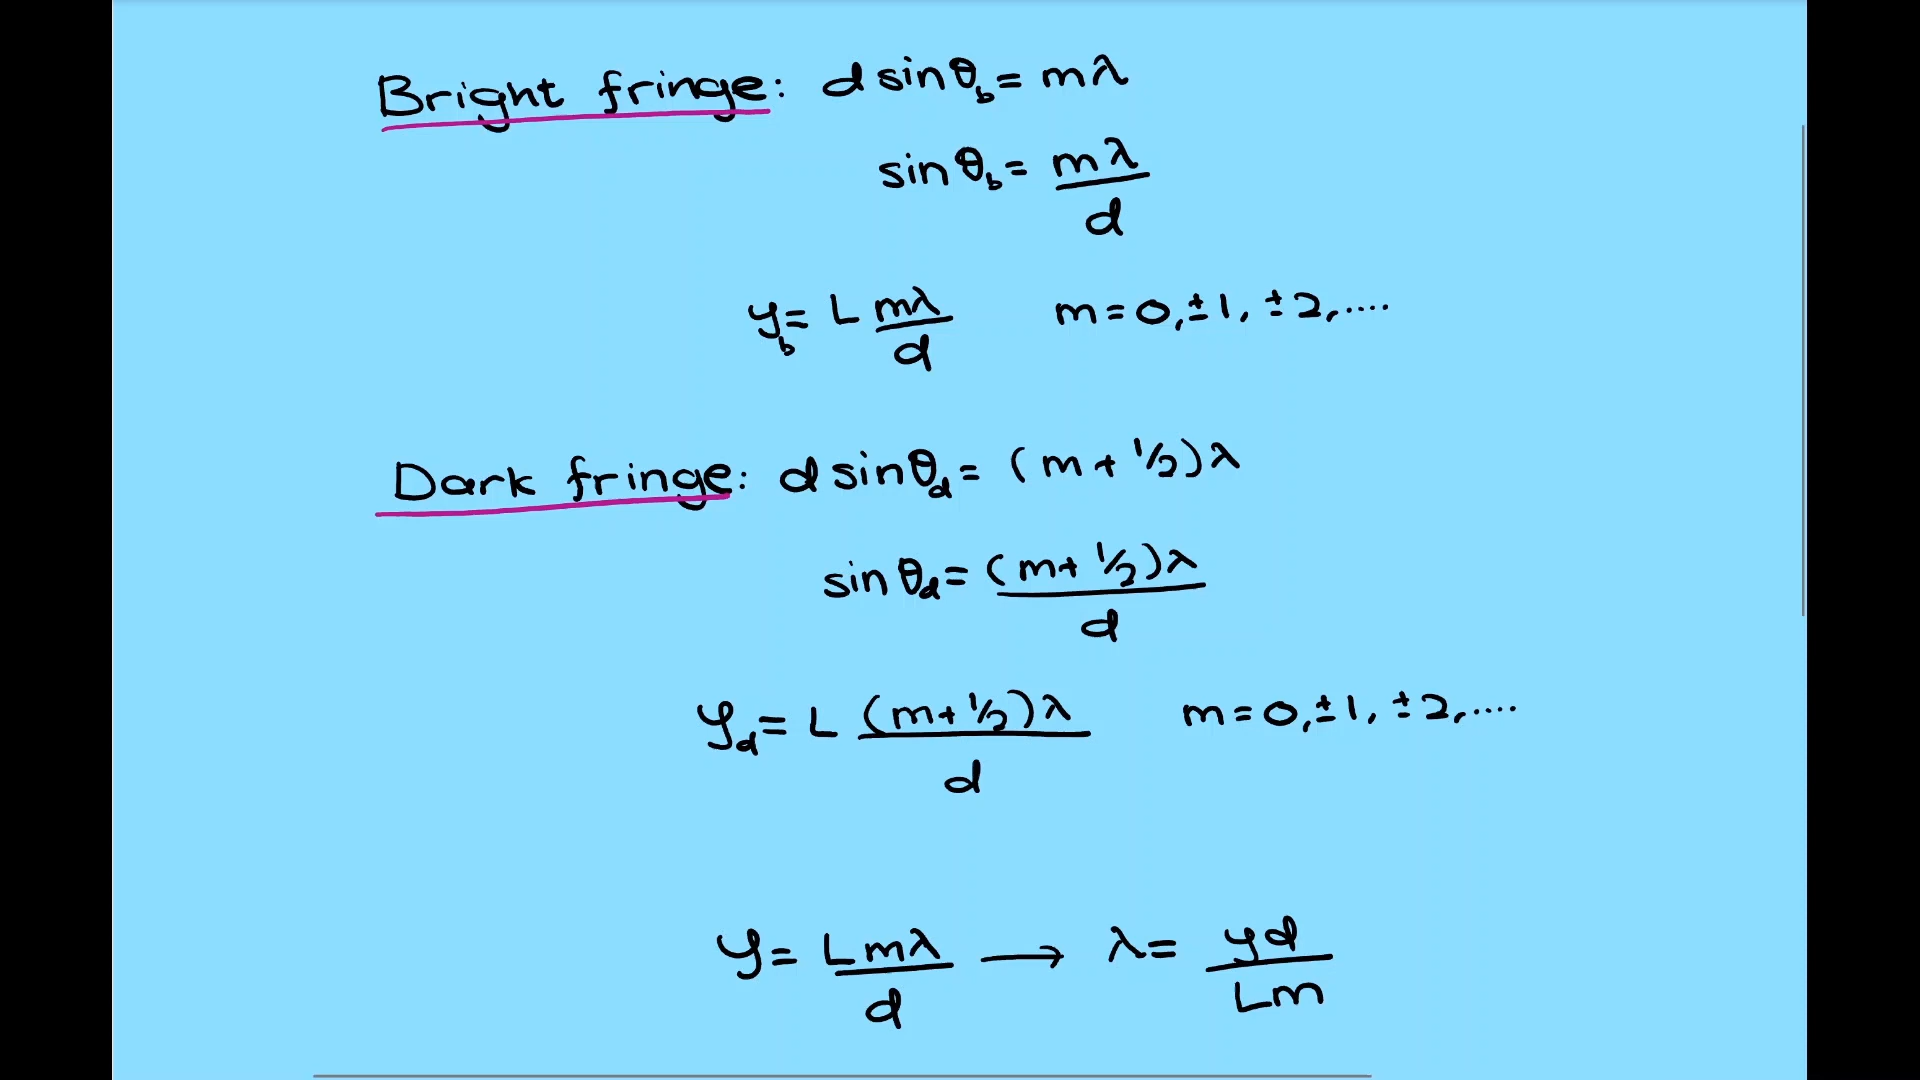 Bright fringe: d sinθ_b = mλ
sinθ_b = mλ/d
y_b = L mλ/d    m = 0, ±1, ±2, ....
Dark fringe: d sinθ_d = (m + 1/2)λ
sinθ_d = (m + 1/2)λ/d
y_d = L (m + 1/2)λ/d    m = 0, ±1, ±2, ....
y = Lmλ/d → λ = yd/Lm